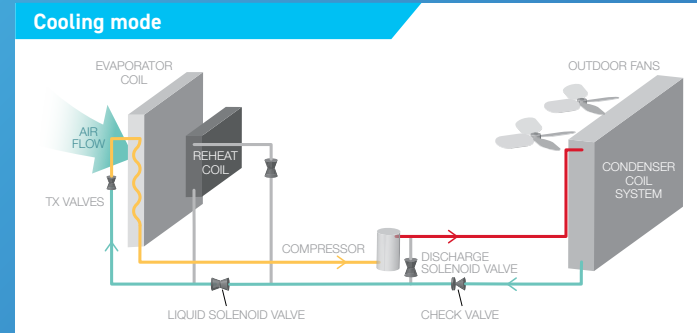 Cooling mode
EVAPORATOR
COIL
OUTDOOR FANS
AIR
FLOW
REHEAT
COIL
CONDENSER
COIL
SYSTEM
TX VALVES
COMPRESSOR
DISCHARGE
SOLENOID VALVE
LIQUID SOLENOID VALVE
CHECK VALVE